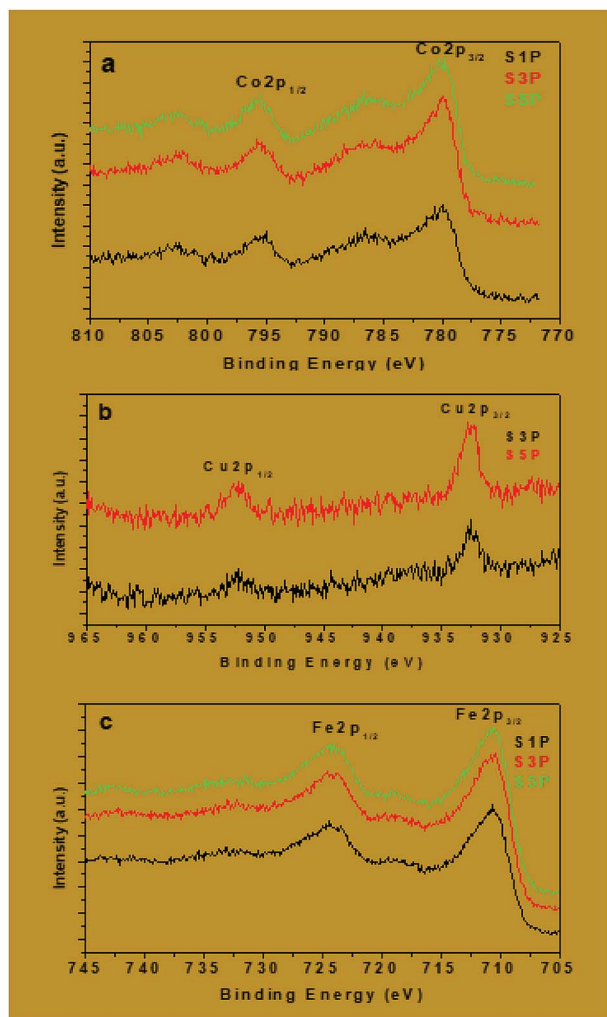 a
Co2p3/2
S1P
Co2p1/2
S3P
S5P
Intensity (a.u.)
810 805 800 795 790 785 780 775 770
Binding Energy (eV)
b
Cu2p3/2
S3P
Cu2p1/2
S5P
Intensity (a.u.)
965 960 955 950 945 940 935 930 925
Binding Energy (eV)
c
Fe2p3/2
Fe2p1/2
S1P
S3P
S5P
Intensity (a.u.)
745 740 735 730 725 720 715 710 705
Binding Energy (eV)